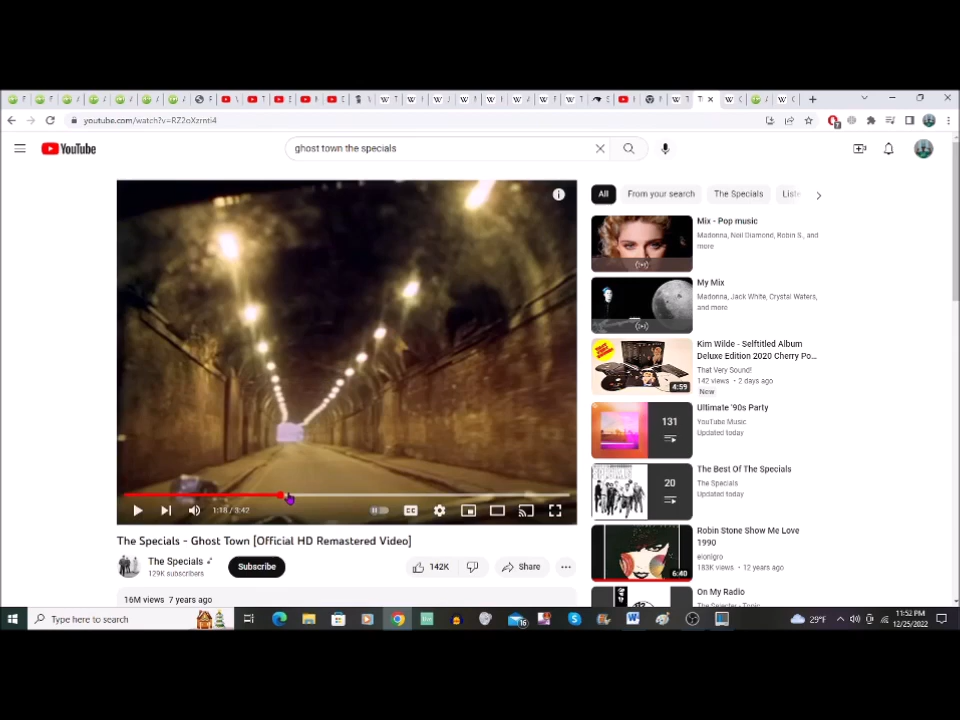 youtube.com/watch?v=RZ2oXzrnti4
YouTube
ghost town the specials
All
From your search
The Specials
Mix - Pop music
Madonna, Neil Diamond, Robin S., and
more
My Mix
Madonna, Jack White, Crystal Waters,
and more
Kim Wilde - Selftitled Album
Deluxe Edition 2020 Cherry Po...
That Very Sound!
142 views • 2 days ago
New
4:59
Ultimate '90s Party
YouTube Music
Updated today
131
The Best Of The Specials
The Specials
Updated today
20
Robin Stone Show Me Love
1990
elonigro
183K views • 12 years ago
6:40
On My Radio
1:18 / 3:42
CC
The Specials - Ghost Town [Official HD Remastered Video]
The Specials
129K subscribers
Subscribe
142K
Share
16M views 7 years ago
Type here to search
16
29°F
11:52 PM
12/25/2022